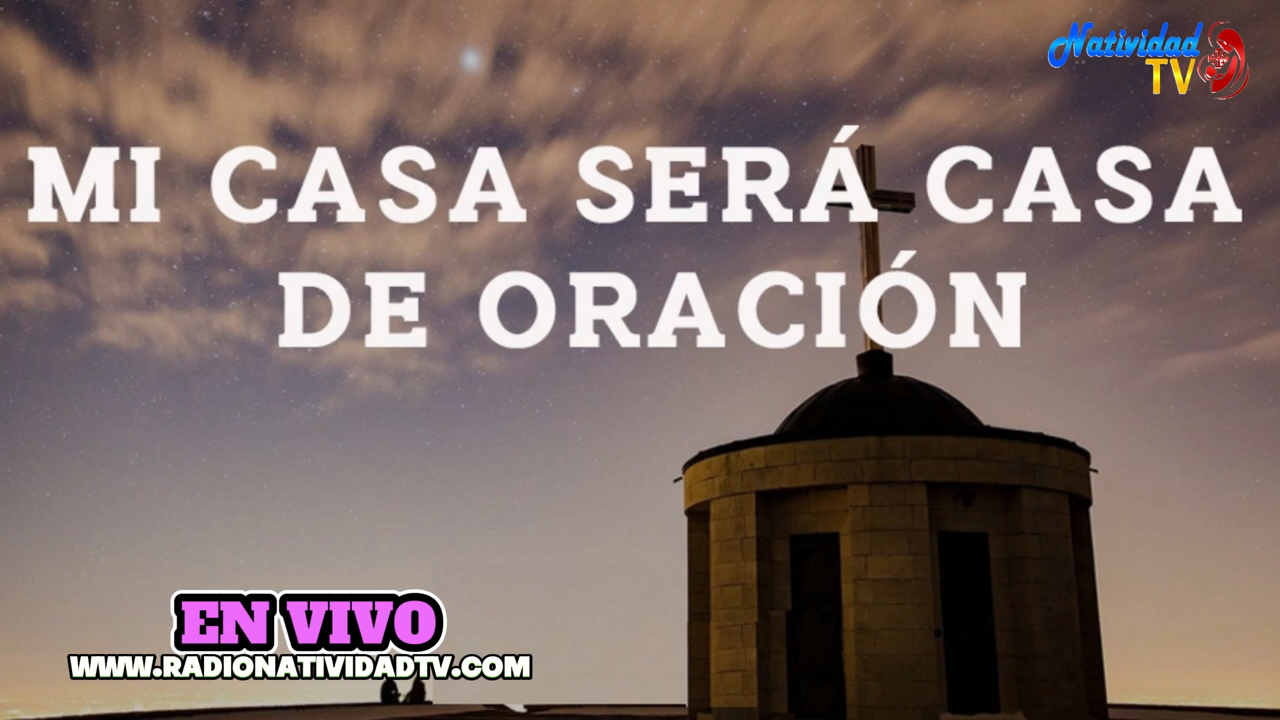 Natividad
TV
MI CASA SERÁ CASA
DE ORACIÓN
EN VIVO
WWW.RADIONATIVIDADTV.COM